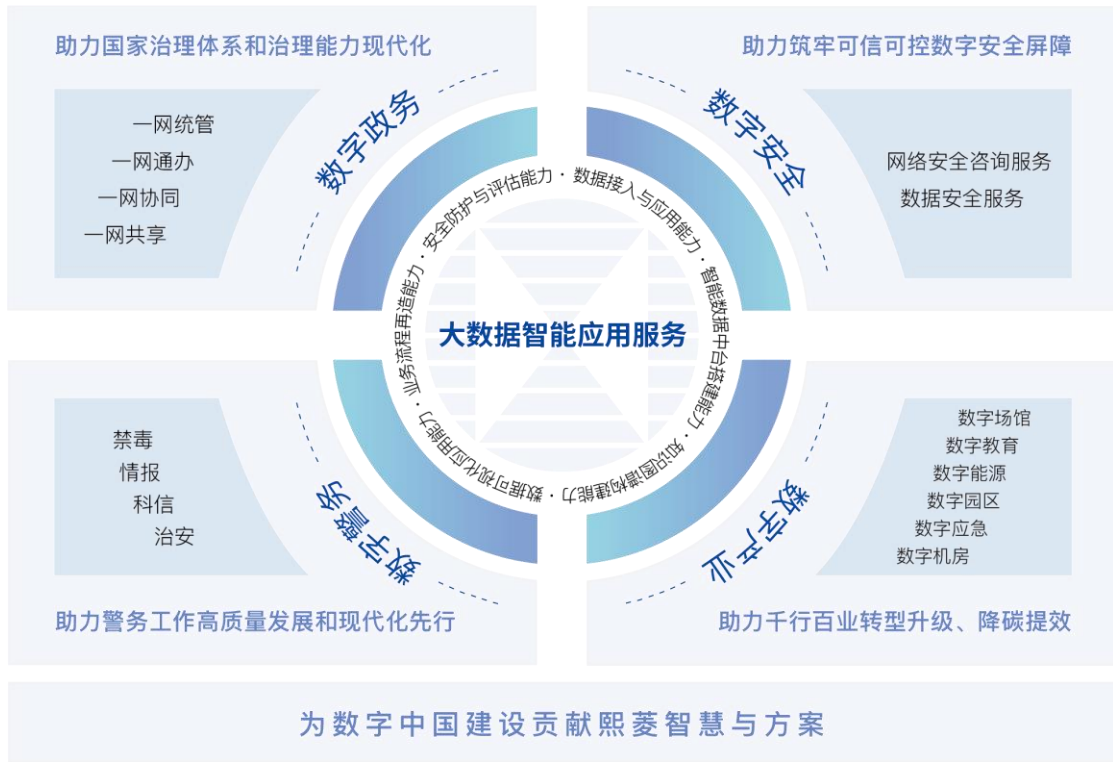 助力国家治理体系和治理能力现代化
数字政务
一网统管
一网通办
一网协同
一网共享
助力筑牢可信可控数字安全屏障
数字安全
网络安全咨询服务
数据安全服务
大数据智能应用服务
数据接入与应用能力·智能数据中台搭建能力·知识图谱构建能力·数据可视化应用能力·业务流程再造能力·安全防护与评估能力·
数字警务
禁毒
情报
科信
治安
助力警务工作高质量发展和现代化先行
数字产业
数字场馆
数字教育
数字能源
数字园区
数字应急
数字机房
助力千行百业转型升级、降碳提效
为数字中国建设贡献熙菱智慧与方案